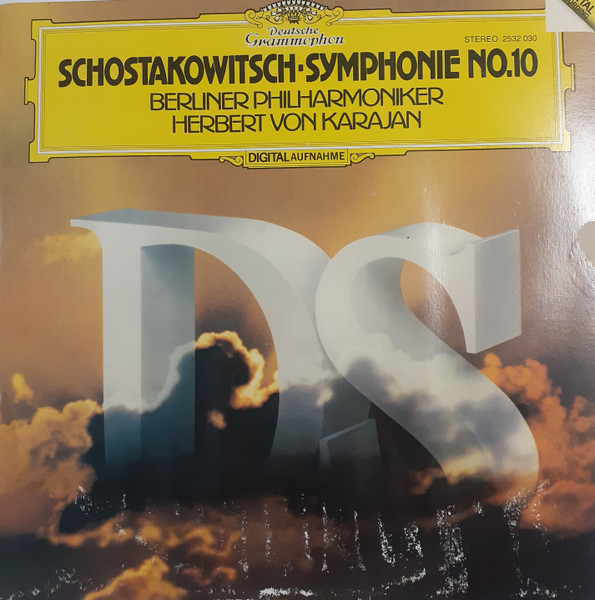 Deutsche
Grammophon
STEREO 2532 030
SCHOSTAKOWITSCH·SYMPHONIE NO.10
BERLINER PHILHARMONIKER
HERBERT VON KARAJAN
DIGITAL AUFNAHME
DS